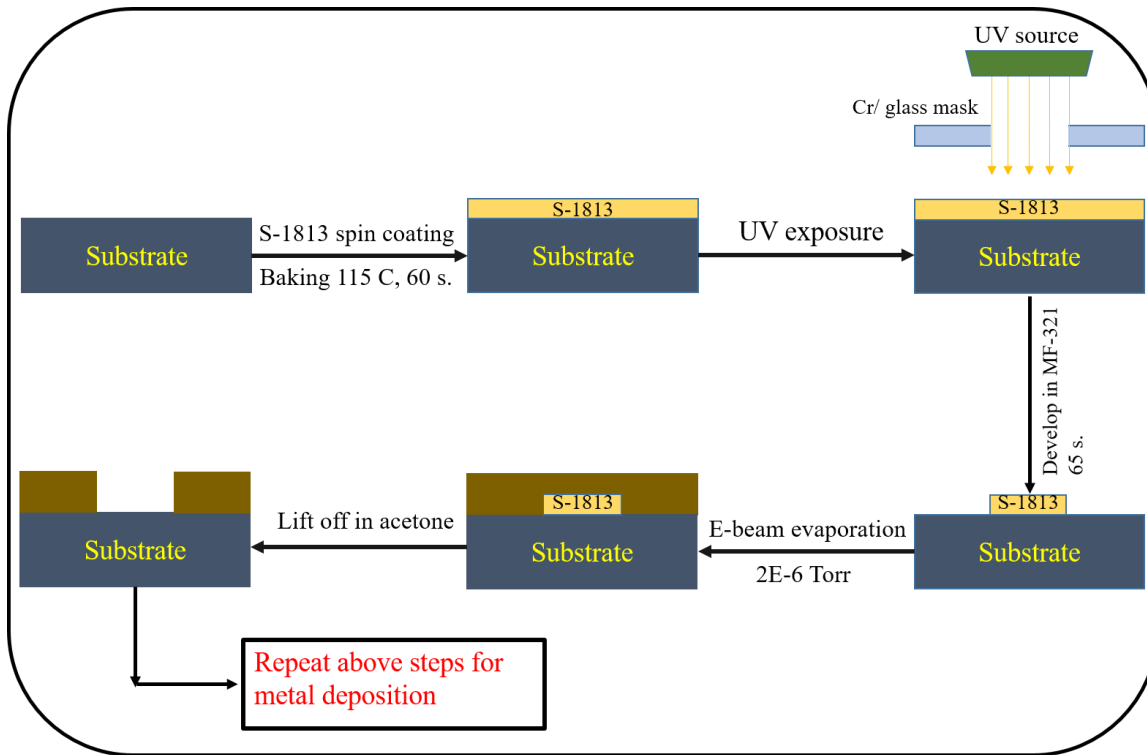 UV source
Cr/ glass mask
S-1813
Substrate
S-1813 spin coating
Baking 115 C, 60 s.
S-1813
Substrate
UV exposure
Substrate
Develop in MF-321
65 s.
S-1813
Substrate
E-beam evaporation
2E-6 Torr
S-1813
Substrate
Lift off in acetone
Substrate
Repeat above steps for
metal deposition